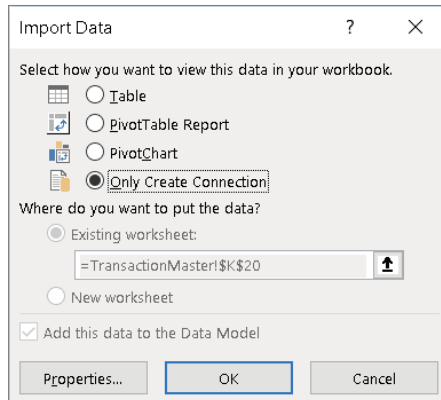 Import Data ?
Select how you want to view this data in your workbook.
Table
PivotTable Report
PivotChart
Only Create Connection
Where do you want to put the data?
Existing worksheet:
=TransactionMaster!$K$20
New worksheet
Add this data to the Data Model
Properties... OK Cancel